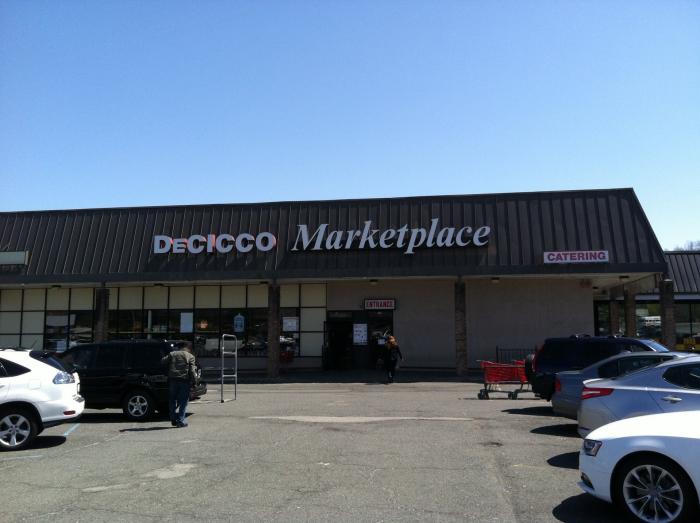 DECICCO Marketplace
CATERING
ENTRANCE